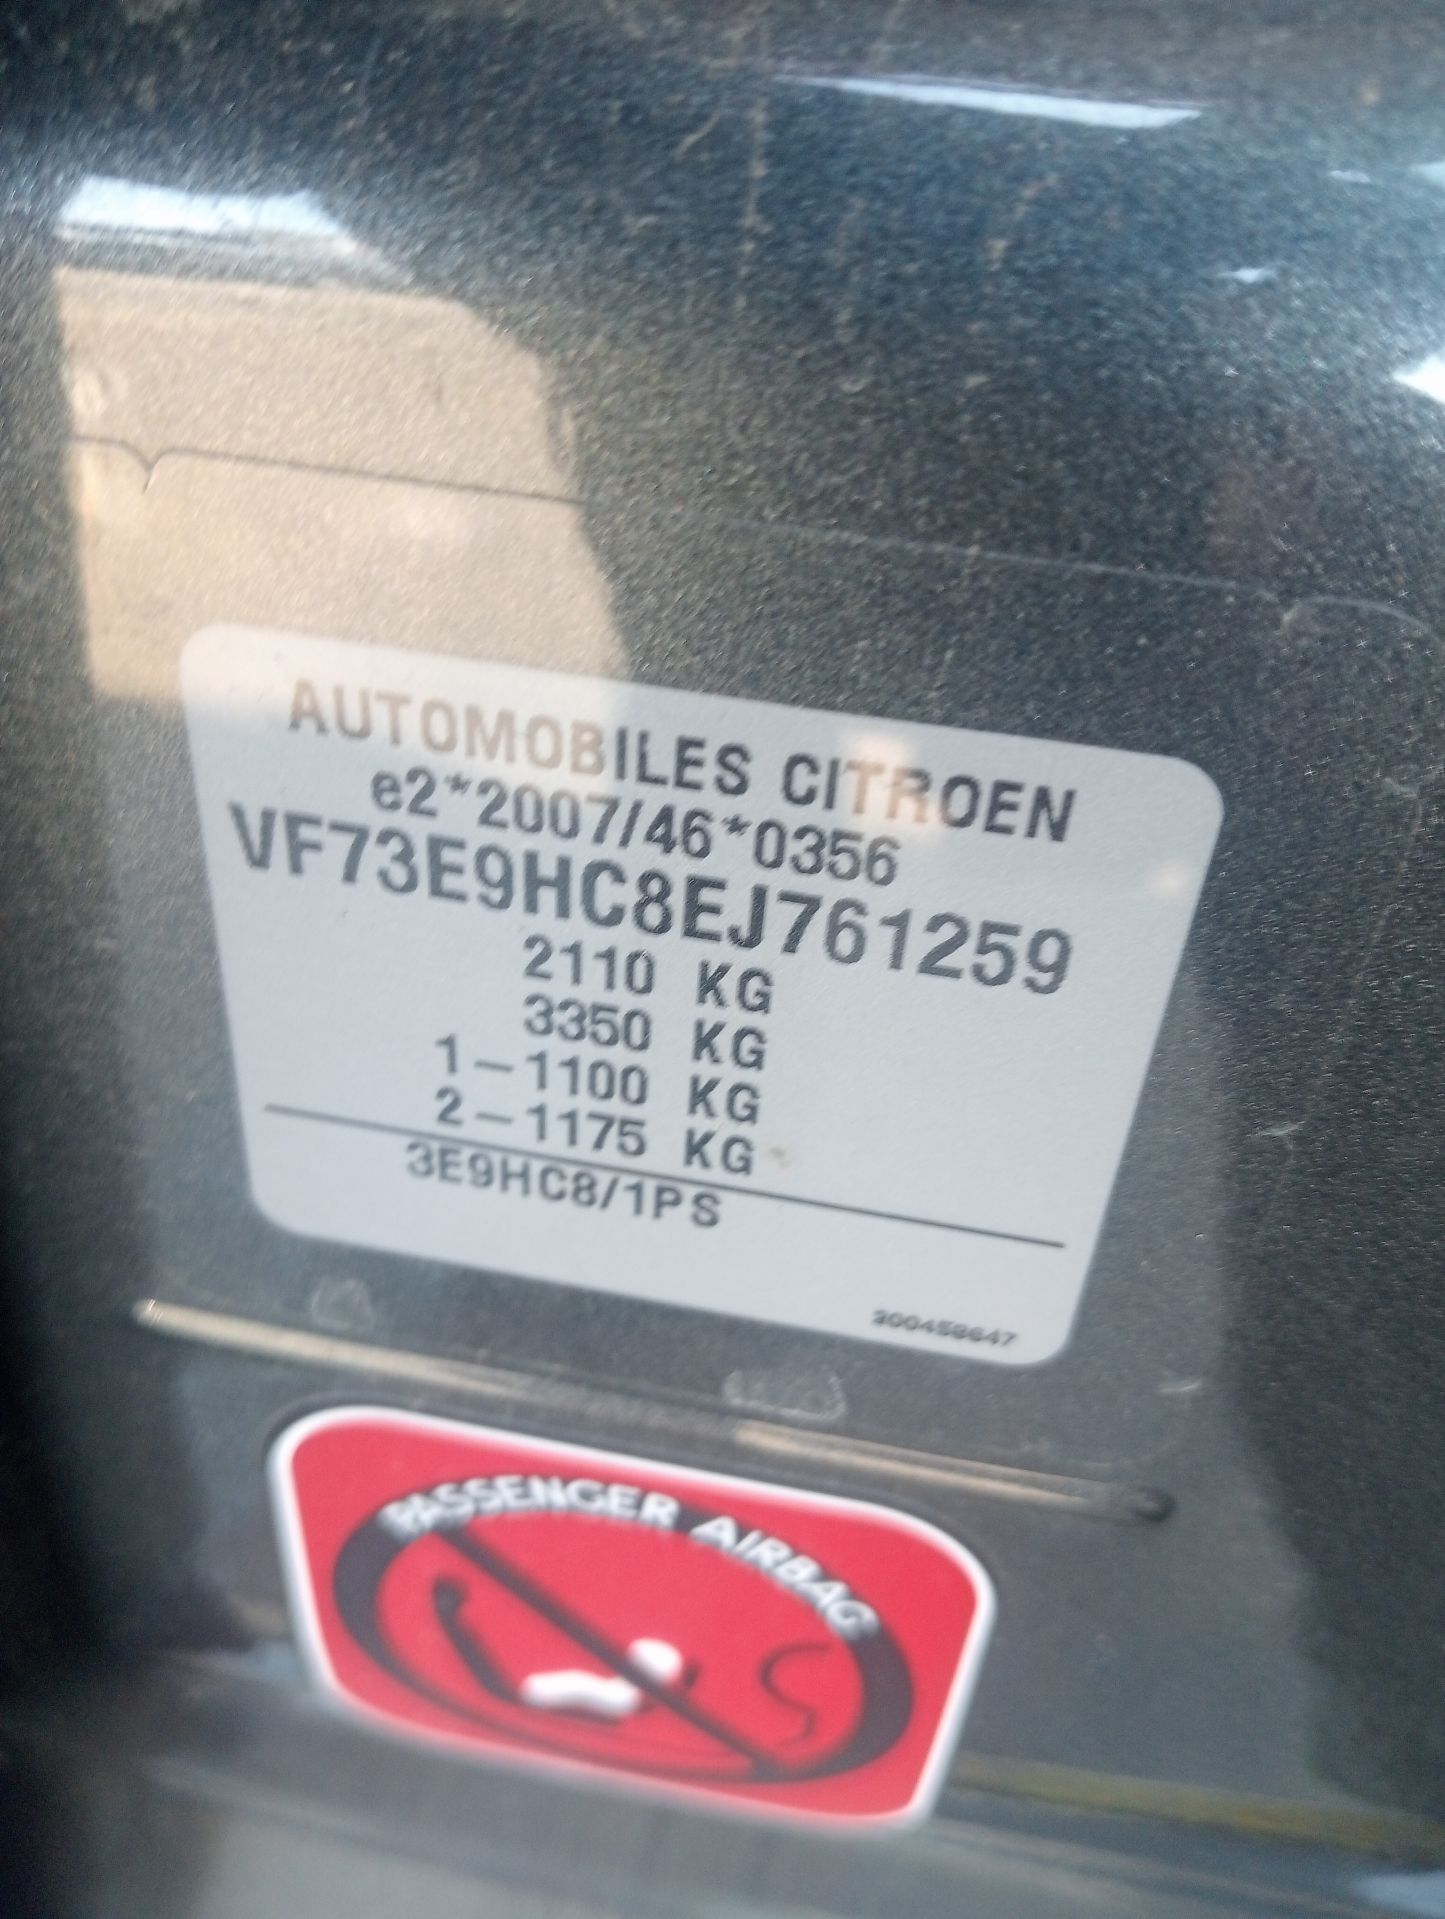 AUTOMOBILES CITROEN
e2*2007/46*0356
VF73E9HC8EJ761259
2110 KG
3350 KG
1-1100 KG
2-1175 KG
3E9HC8/1PS
300458647
PASSENGER AIRBAG